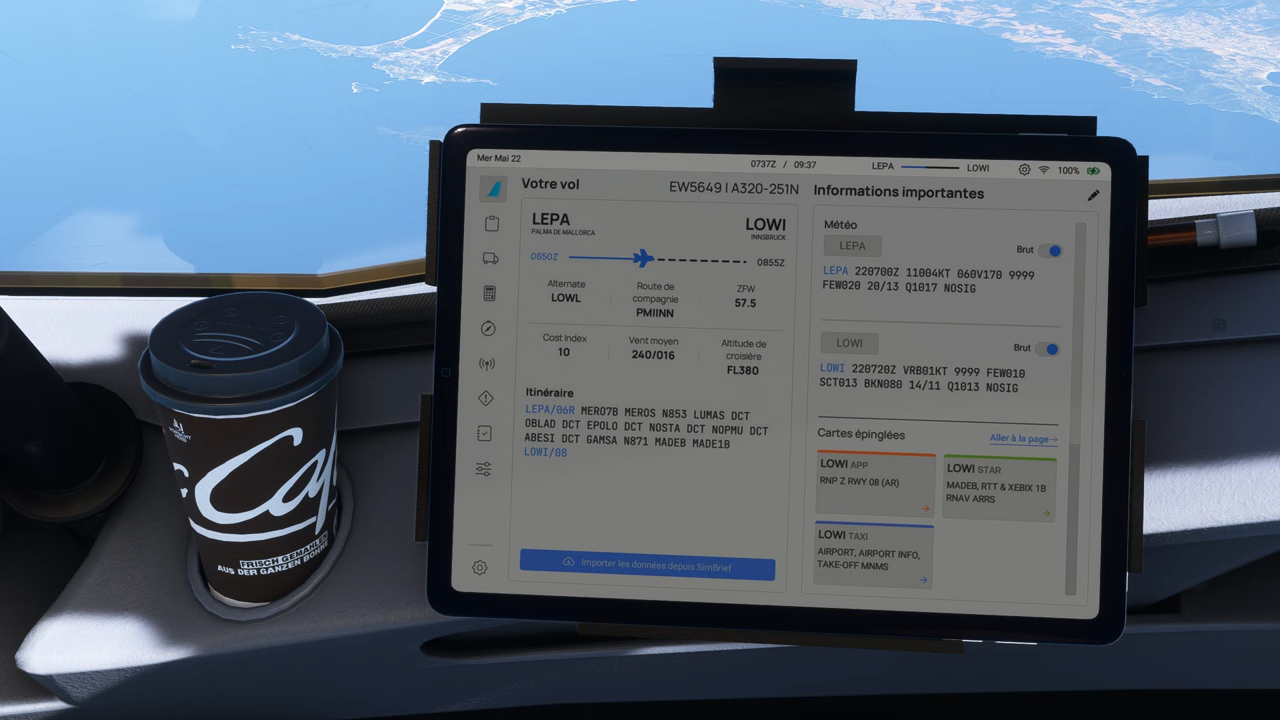 Mer Mai 22
0737Z / 09:37
LEPA LOWI
100%
Votre vol
EW5649 | A320-251N
LEPA
PALMA DE MALLORCA
LOWI
INNSBRUCK
0650Z
0855Z
Alternate
LOWL
Route de
compagnie
PMIINN
ZFW
57.5
Cost Index
10
Vent moyen
240/016
Altitude de
croisière
FL380
Itinéraire
LEPA/06R MERO7B MEROS N853 LUMAS DCT
OBLAD DCT EPOLO DCT NOSTA DCT NOPMU DCT
ABESI DCT GAMSA N871 MADEB MADE1B
LOWI/08
Importer les données depuis SimBrief
Informations importantes
Météo
LEPA
Brut
LEPA 220700Z 11004KT 060V170 9999
FEW020 20/13 Q1017 NOSIG
LOWI
Brut
LOWI 220720Z VRB01KT 9999 FEW010
SCT013 BKN080 14/11 Q1013 NOSIG
Cartes épinglées
Aller à la page
LOWI APP
RNP Z RWY 08 (AR)
LOWI STAR
MADEB, RTT & XEBIX 1B
RNAV ARRS
LOWI TAXI
AIRPORT, AIRPORT INFO,
TAKE-OFF MNMS
Caf
FRISCH GEMAHLEN
AUS DER GANZEN BOHNE